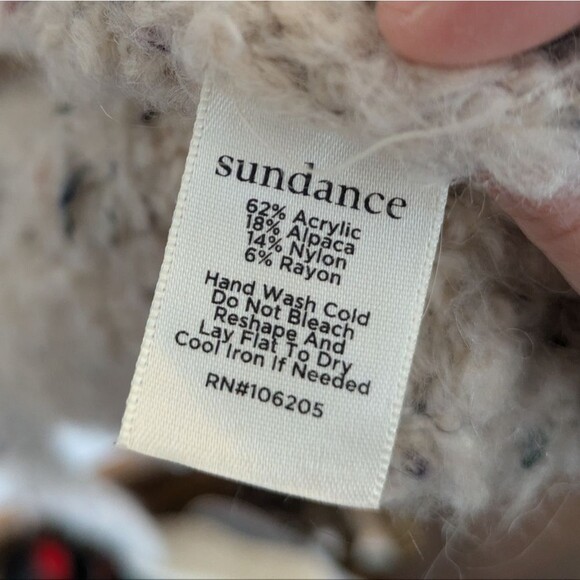 sundance
62% Acrylic
18% Alpaca
14% Nylon
6% Rayon
Hand Wash Cold
Do Not Bleach
Reshape And
Lay Flat To Dry
Cool Iron If Needed
RN#106205